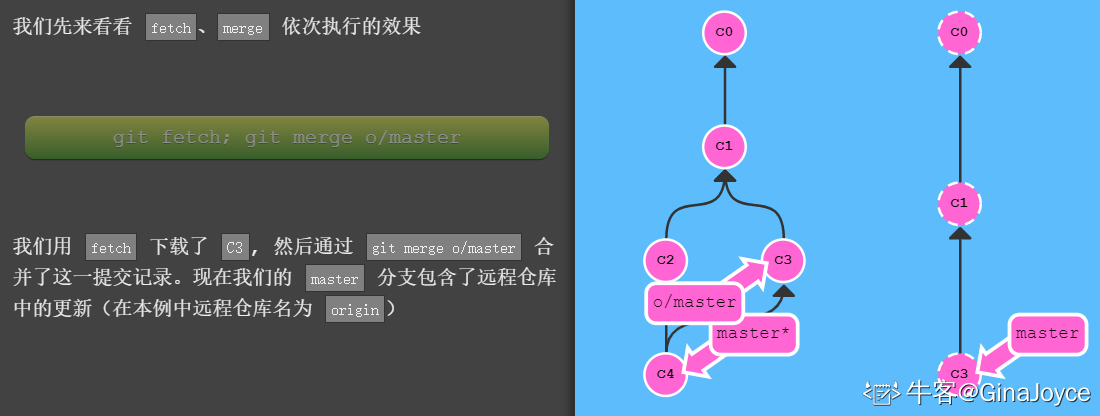 我们先来看看 fetch、merge 依次执行的效果
git fetch; git merge o/master
我们用 fetch 下载了 C3, 然后通过 git merge o/master 合
并了这一提交记录。现在我们的 master 分支包含了远程仓库
中的更新（在本例中远程仓库名为 origin）
c0
c1
c2
c3
o/master
master*
c4
c0
c1
master
c3
牛客@GinaJoyce